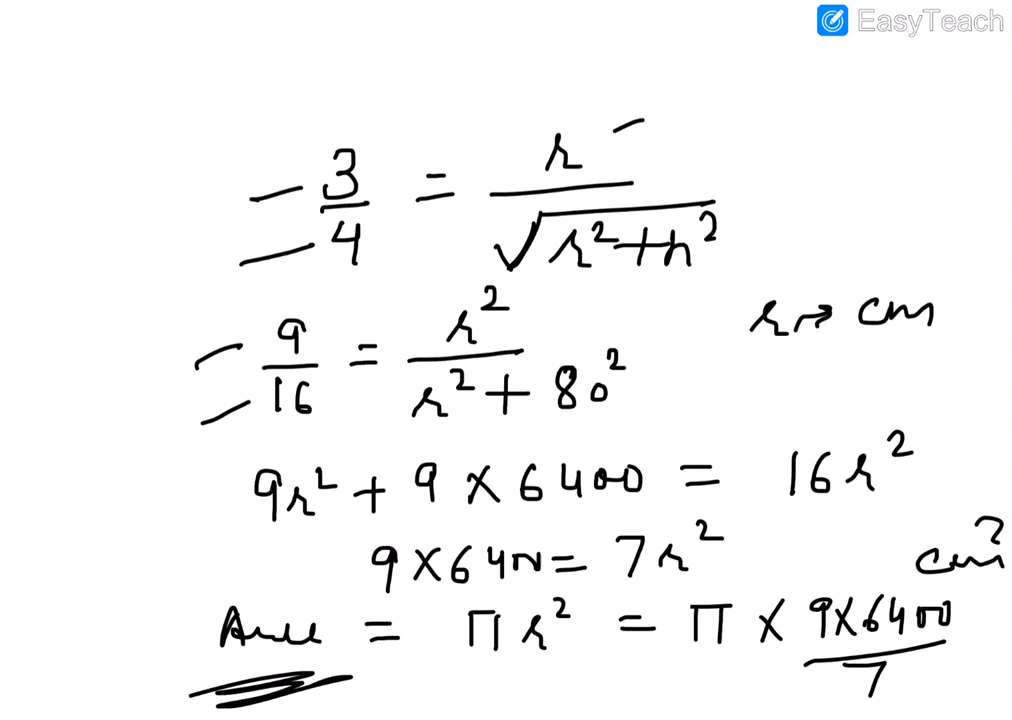 EasyTeach
3/4 = r/√(r²+h²)
9/16 = r²/(r² + 80²)
r → cm
9r² + 9 × 6400 = 16r²
9×6400 = 7r²
cm²
Area = πr² = π × 9×6400/7